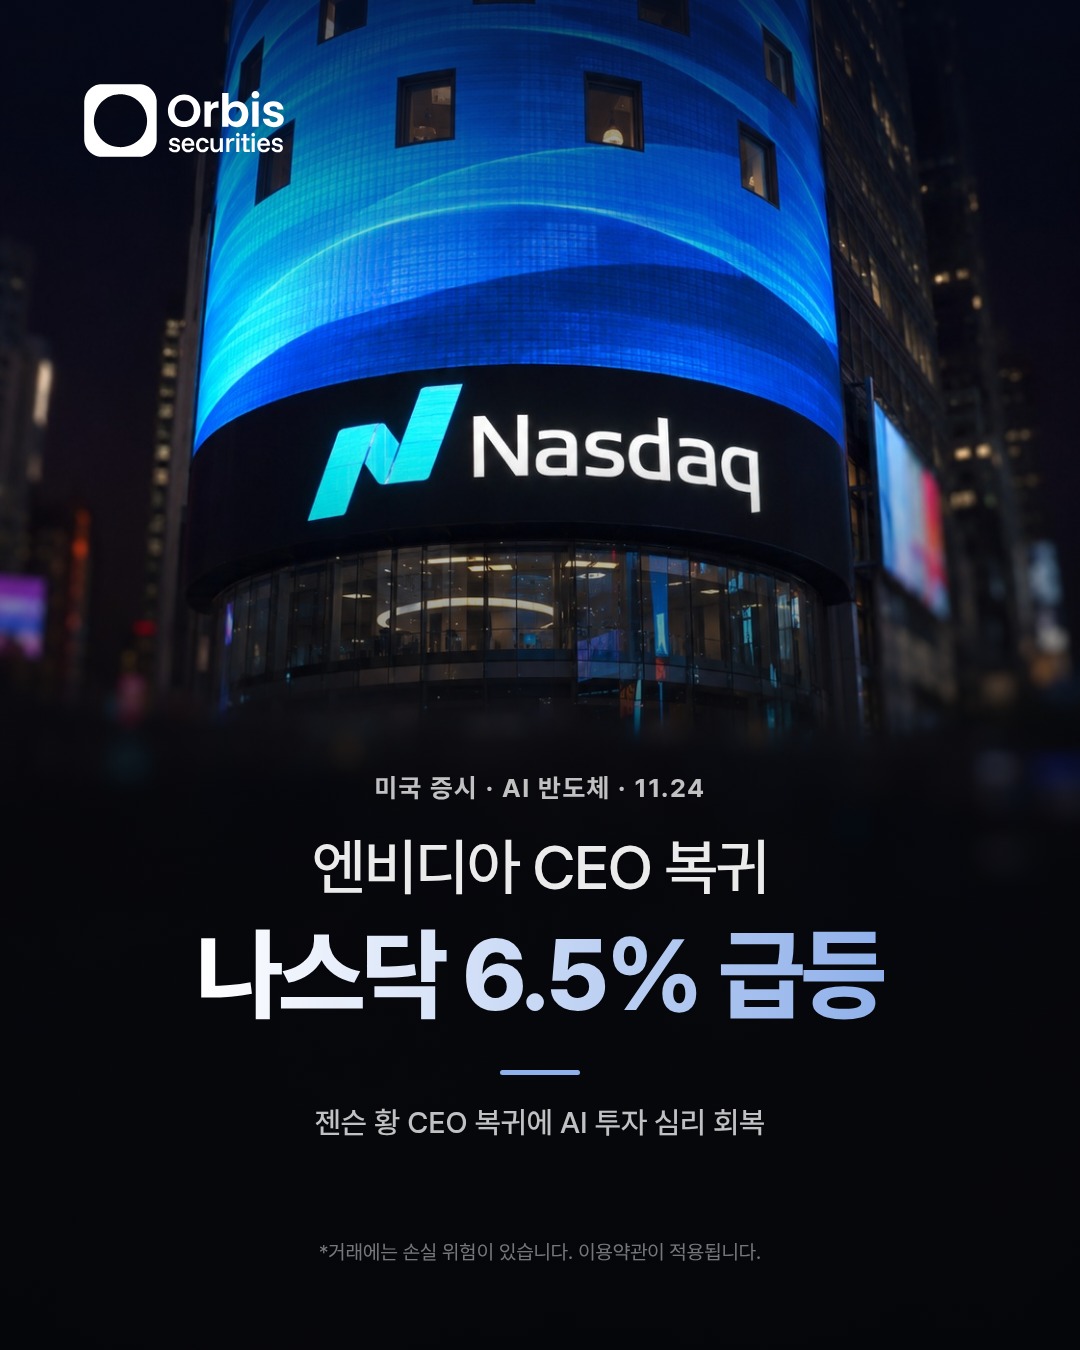 Orbis
securities
Nasdaq
미국 증시 · AI 반도체 · 11.24
엔비디아 CEO 복귀
나스닥 6.5% 급등
젠슨 황 CEO 복귀에 AI 투자 심리 회복
*거래에는 손실 위험이 있습니다. 이용약관이 적용됩니다.